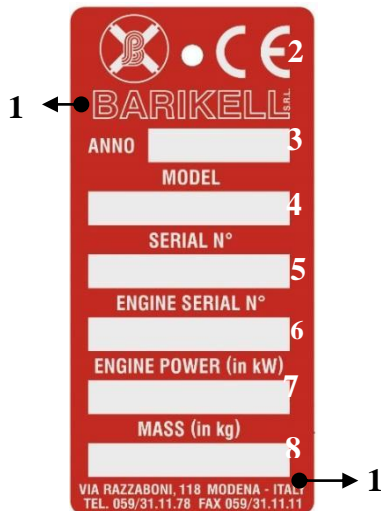 2
1
BARIKELL S.R.L.
ANNO
3
MODEL
4
SERIAL N°
5
ENGINE SERIAL N°
6
ENGINE POWER (in kW)
7
MASS (in kg)
8
1
VIA RAZZABONI, 118 MODENA - ITALY
TEL. 059/31.11.78 FAX 059/31.11.11